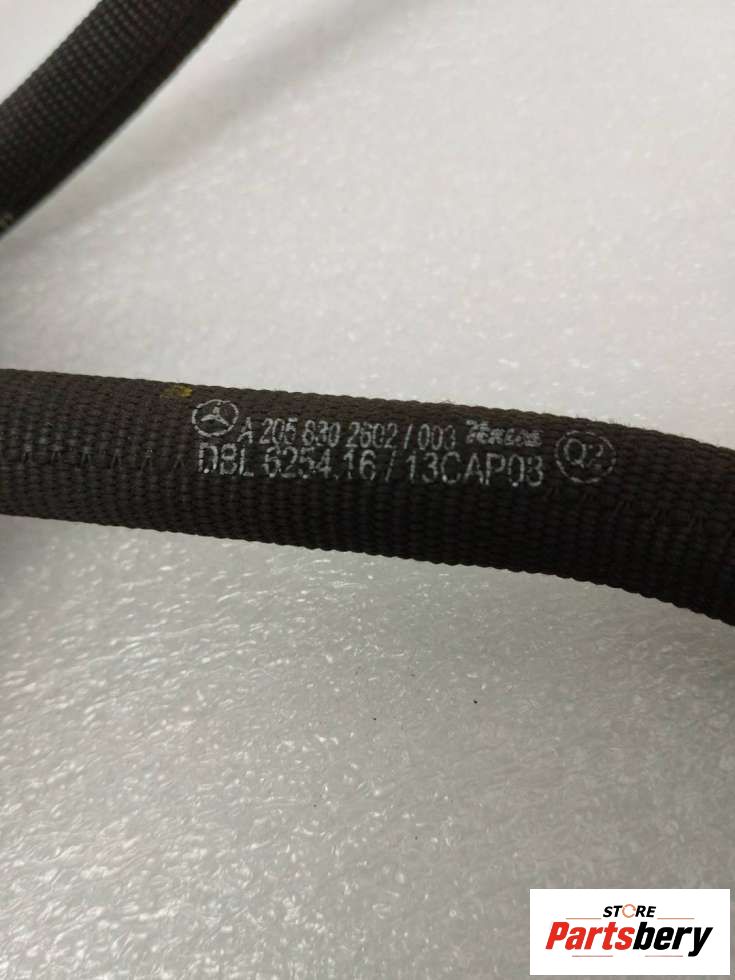 A 205 830 2602 / 003 Q2
DBL 6254.16 / 13CAP03
STORE
Partsbery